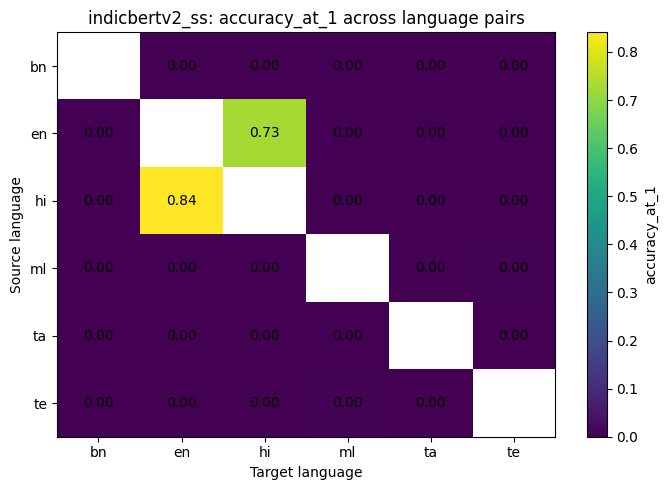 indicbertv2_ss: accuracy_at_1 across language pairs
bn 0.00 0.00 0.00 0.00 0.00
en 0.00 0.73 0.00 0.00 0.00
hi 0.00 0.84 0.00 0.00 0.00
ml 0.00 0.00 0.00 0.00 0.00
ta 0.00 0.00 0.00 0.00 0.00
te 0.00 0.00 0.00 0.00 0.00
bn en hi ml ta te
Source language
Target language
0.8
0.7
0.6
0.5
0.4
0.3
0.2
0.1
0.0
accuracy_at_1